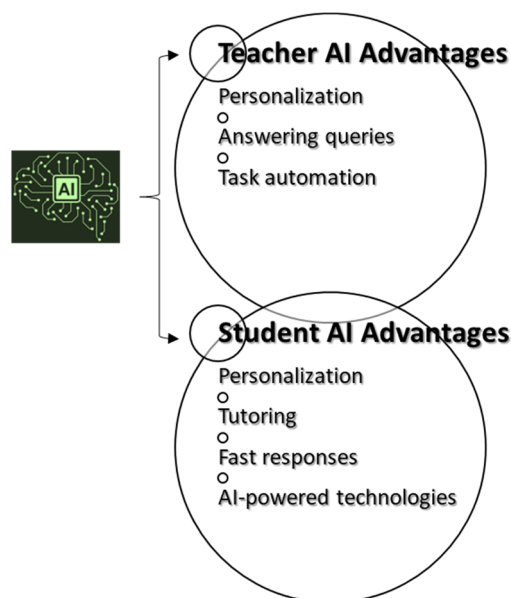 AI
Teacher AI Advantages
Personalization
Answering queries
Task automation
Student AI Advantages
Personalization
Tutoring
Fast responses
AI-powered technologies